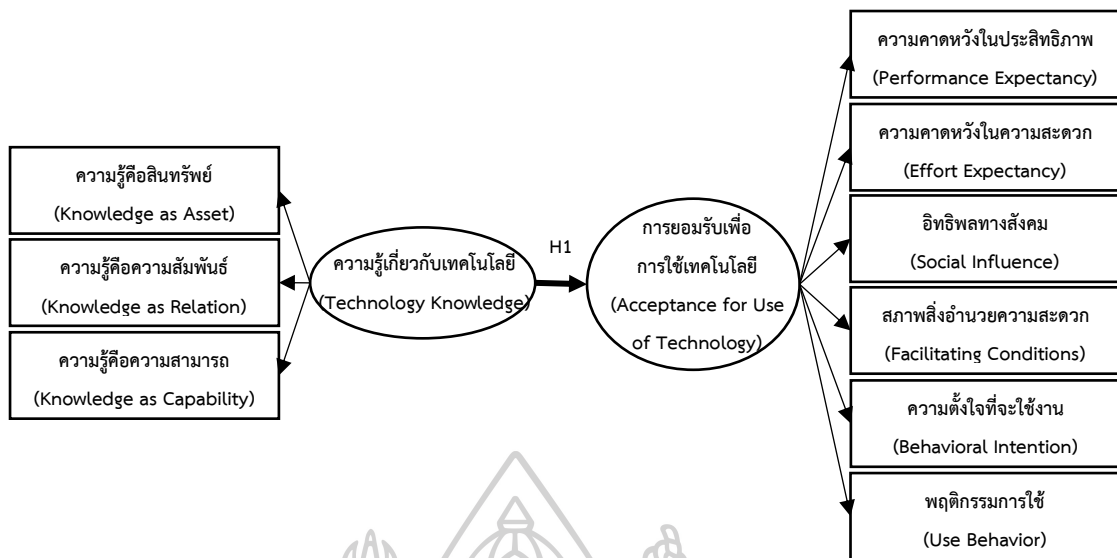 ความรู้คือสินทรัพย์
(Knowledge as Asset)
ความรู้คือความสัมพันธ์
(Knowledge as Relation)
ความรู้คือความสามารถ
(Knowledge as Capability)
ความรู้เกี่ยวกับเทคโนโลยี
(Technology Knowledge)
H1
การยอมรับเพื่อ
การใช้เทคโนโลยี
(Acceptance for Use
of Technology)
ความคาดหวังในประสิทธิภาพ
(Performance Expectancy)
ความคาดหวังในความสะดวก
(Effort Expectancy)
อิทธิพลทางสังคม
(Social Influence)
สภาพสิ่งอำนวยความสะดวก
(Facilitating Conditions)
ความตั้งใจที่จะใช้งาน
(Behavioral Intention)
พฤติกรรมการใช้
(Use Behavior)